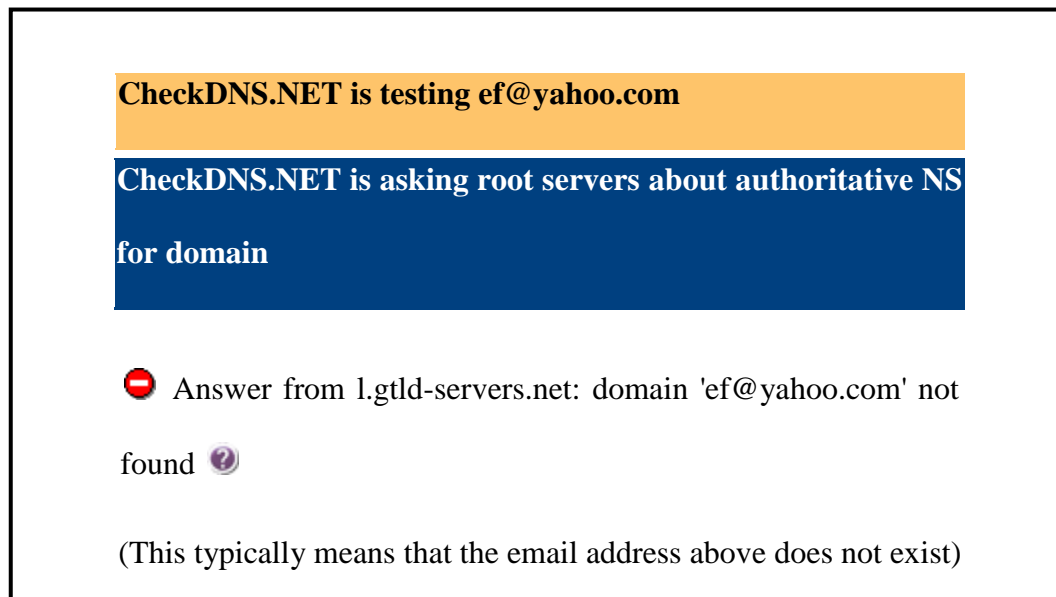 CheckDNS.NET is testing ef@yahoo.com
CheckDNS.NET is asking root servers about authoritative NS
for domain
Answer from l.gtld-servers.net: domain 'ef@yahoo.com' not
found ?
(This typically means that the email address above does not exist)